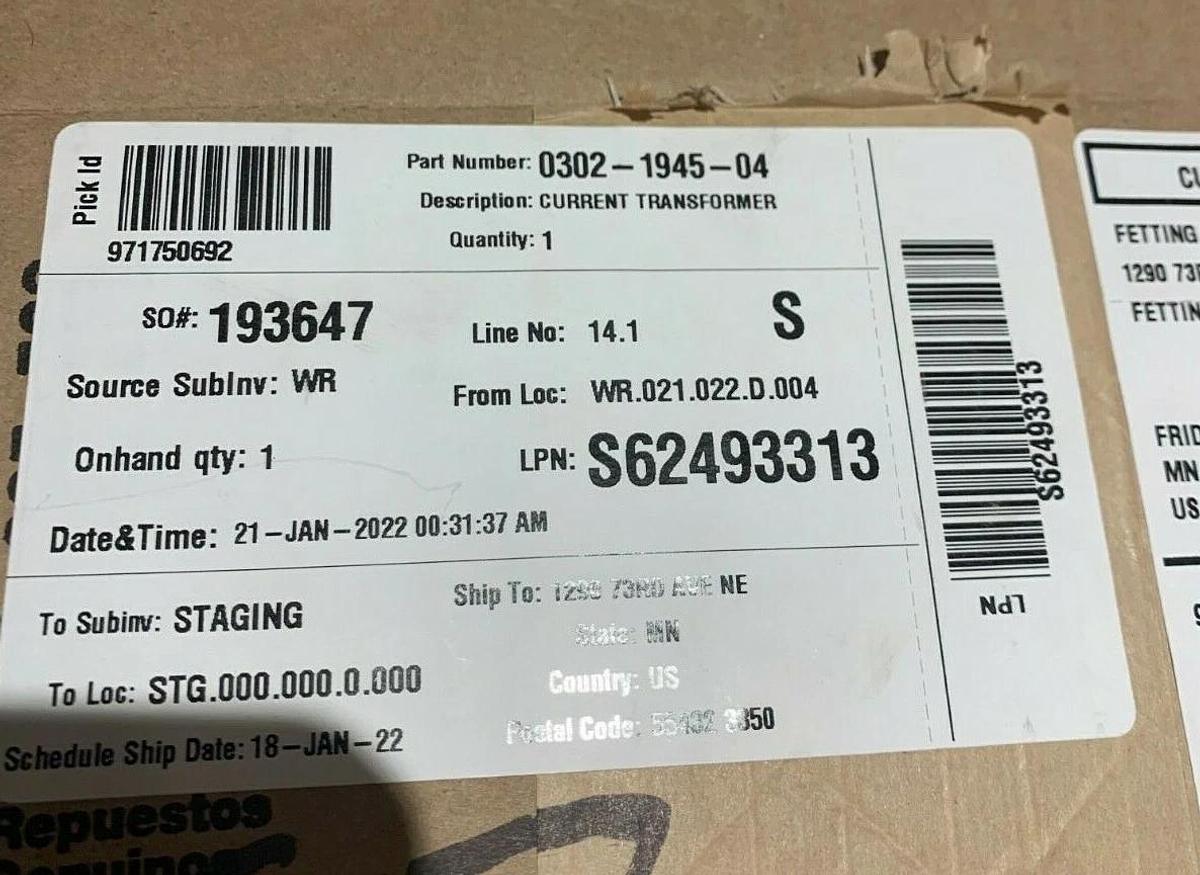 Pick Id
971750692
Part Number: 0302-1945-04
Description: CURRENT TRANSFORMER
Quantity: 1
SO#: 193647
Line No: 14.1
S
Source SubInv: WR
From Loc: WR.021.022.D.004
Onhand qty: 1
LPN: S62493313
Date&Time: 21-JAN-2022 00:31:37 AM
To Subinv: STAGING
Ship To: 1290 73RD AVE NE
State: MN
To Loc: STG.000.000.0.000
Country: US
Schedule Ship Date: 18-JAN-22
Postal Code: 55432 3850
S62493313
LPN
FETTING
1290
FETTIN
MN
US
Repuestos